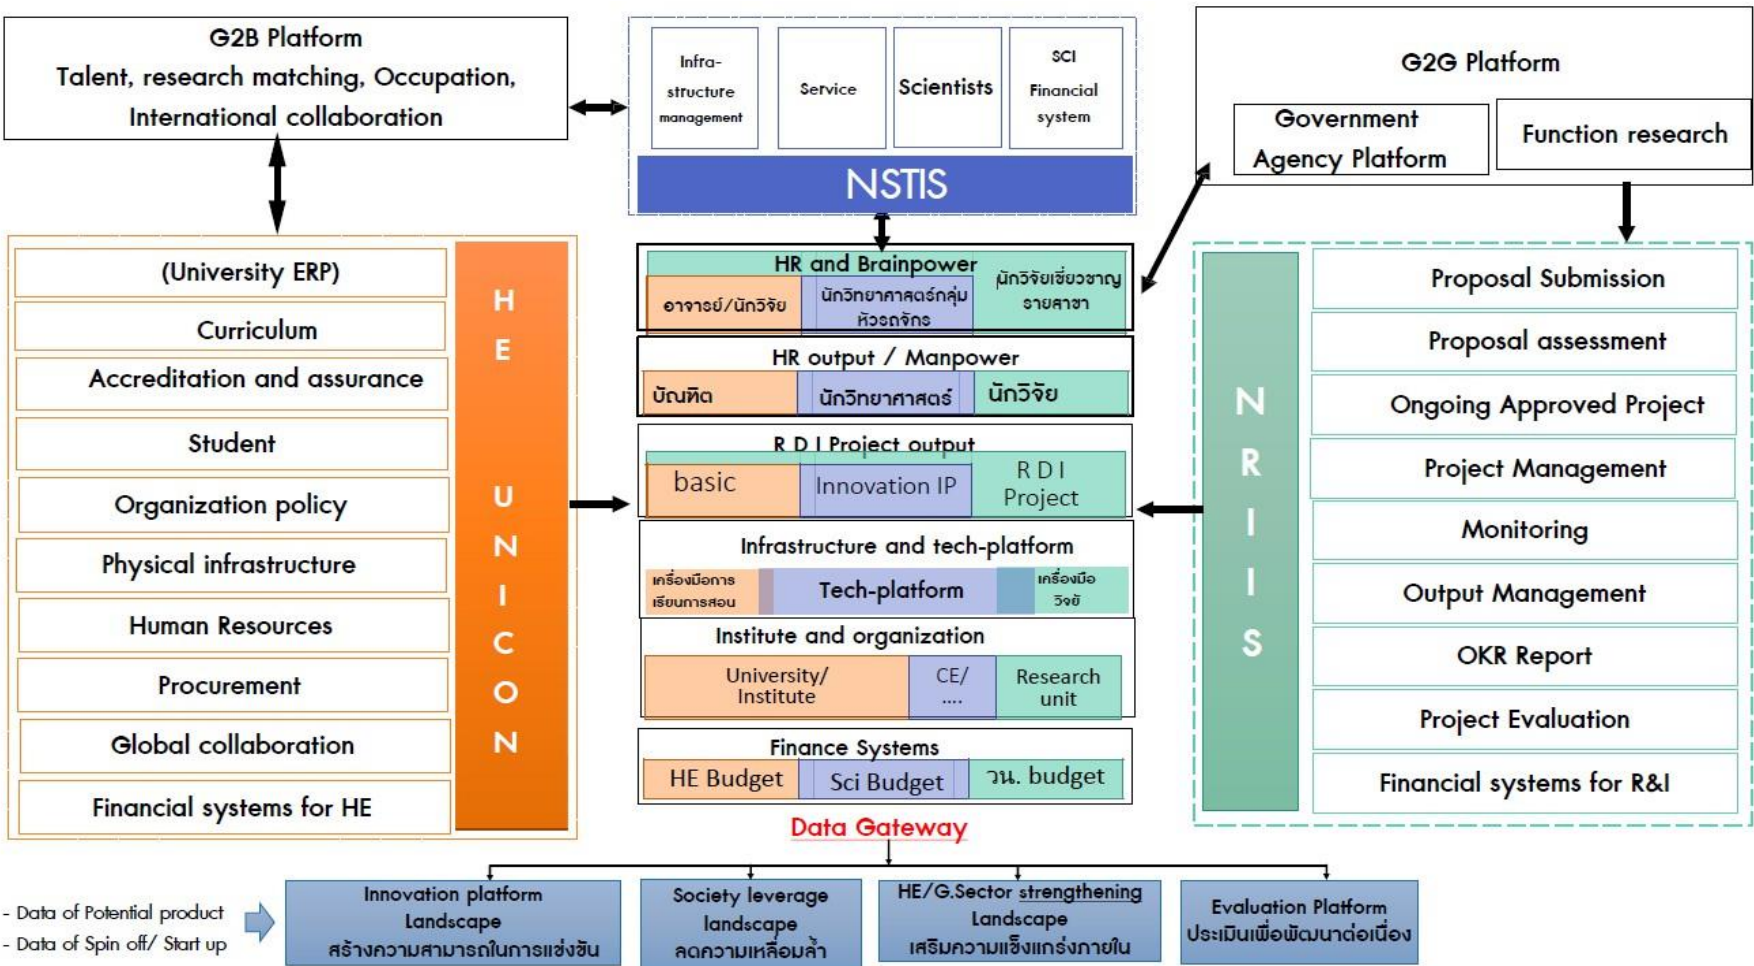 G2B Platform
Talent, research matching, Occupation,
International collaboration
Infra-
structure
management
Service
Scientists
SCI
Financial
system
NSTIS
G2G Platform
Government
Agency Platform
Function research
(University ERP)
Curriculum
Accreditation and assurance
Student
Organization policy
Physical infrastructure
Human Resources
Procurement
Global collaboration
Financial systems for HE
H
E
U
N
I
C
O
N
HR and Brainpower
อาจารย์/นักวิจัย
นักวิทยาศาสตร์กลุ่ม
หัวรถจักร
นักวิจัยเชี่ยวชาญ
รายสาขา
HR output / Manpower
บัณฑิต
นักวิทยาศาสตร์
นักวิจัย
R D I Project output
basic
Innovation IP
R D I
Project
Infrastructure and tech-platform
เครื่องมือการ
เรียนการสอน
Tech-platform
เครื่องมือ
วิจยั
Institute and organization
University/
Institute
CE/
....
Research
unit
Finance Systems
HE Budget
Sci Budget
วน. budget
Data Gateway
N
R
I
I
S
Proposal Submission
Proposal assessment
Ongoing Approved Project
Project Management
Monitoring
Output Management
OKR Report
Project Evaluation
Financial systems for R&I
- Data of Potential product
- Data of Spin off/ Start up
Innovation platform
Landscape
สร้างความสามารถในการแข่งขัน
Society leverage
landscape
ลดความเหลื่อมล้ำ
HE/G.Sector strengthening
Landscape
เสริมความแข็งแกร่งภายใน
Evaluation Platform
ประเมินเพื่อพัฒนาต่อเนื่อง